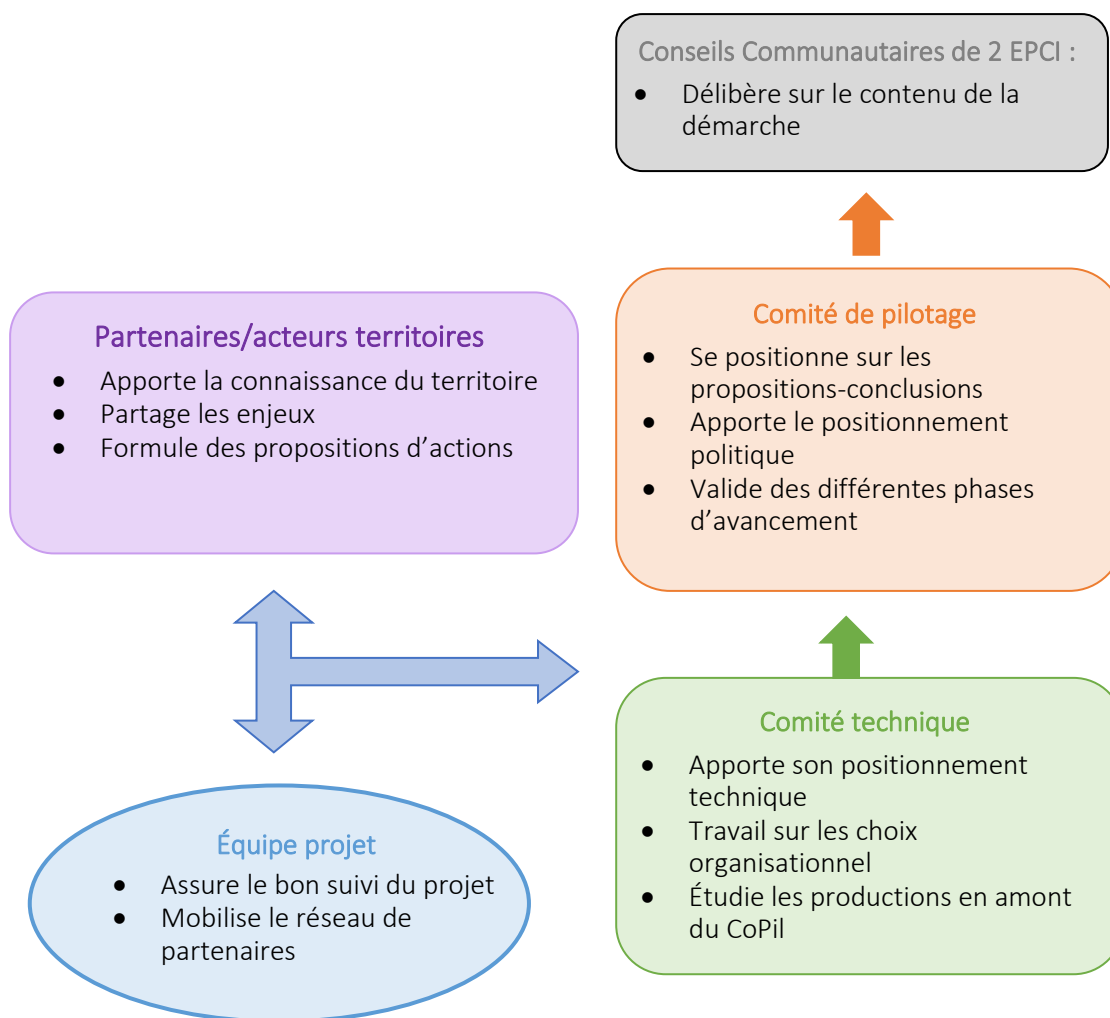 Conseils Communautaires de 2 EPCI :
• Délibère sur le contenu de la
démarche
Partenaires/acteurs territoires
• Apporte la connaissance du territoire
• Partage les enjeux
• Formule des propositions d'actions
Comité de pilotage
• Se positionne sur les
propositions-conclusions
• Apporte le positionnement
politique
• Valide des différentes phases
d'avancement
Équipe projet
• Assure le bon suivi du projet
• Mobilise le réseau de
partenaires
Comité technique
• Apporte son positionnement
technique
• Travail sur les choix
organisationnel
• Étudie les productions en amont
du CoPil